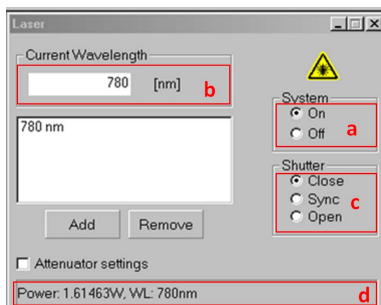 Laser
Current Wavelength
780 [nm]
b
System
On
Off
a
780 nm
Shutter
Close
Sync
Open
c
Add Remove
Attenuator settings
Power: 1.61463W, WL: 780nm
d